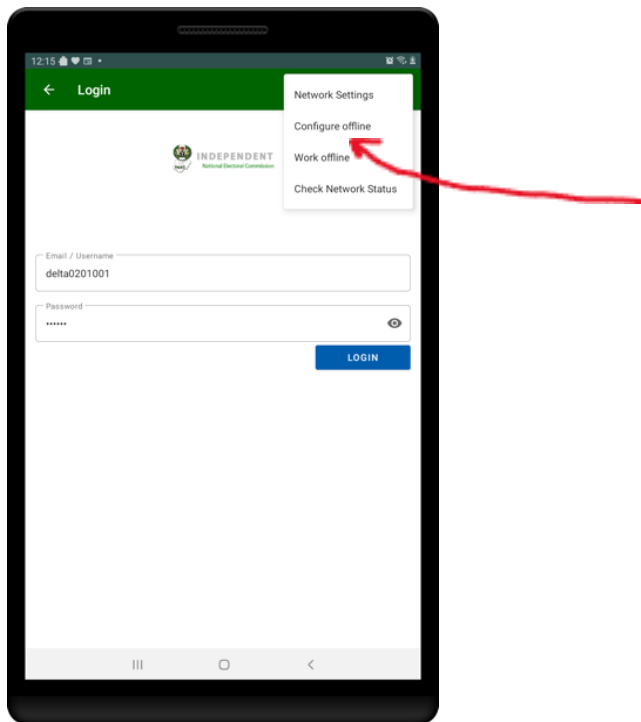 12:15
Login
Network Settings
Configure offline
Work offline
Check Network Status
INDEPENDENT
National Electoral Commission
Email / Username
delta0201001
Password
••••••
LOGIN